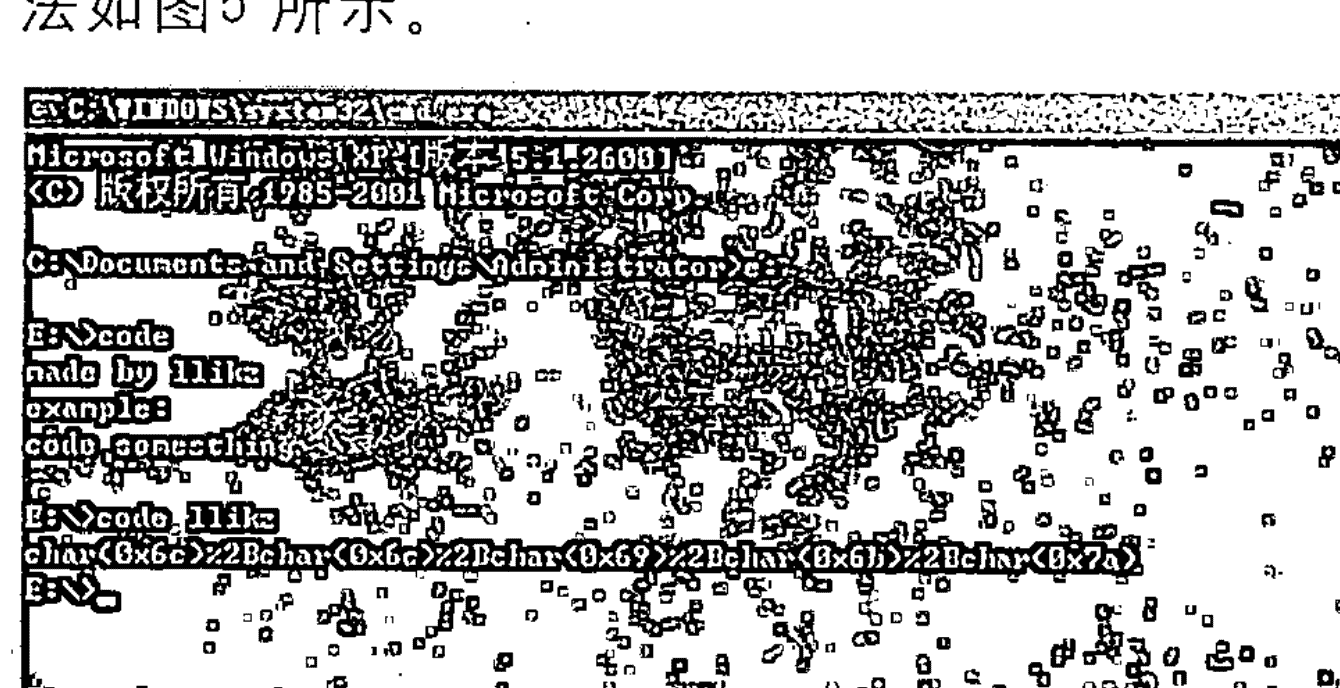 法如图5 所示。
C:\WINDOWS\system32\cmd.exe
Microsoft Windows XP [版本 5.1.2600]
(C) 版权所有 1985-2001 Microsoft Corp.
C:\Documents and Settings\Administrator>e:
E:\>code
made by llikz
example:
code something
E:\>code llikz
char(0x6c)%2Bchar(0x6c)%2Bchar(0x69)%2Bchar(0x6b)%2Bchar(0x7a)
E:\>_